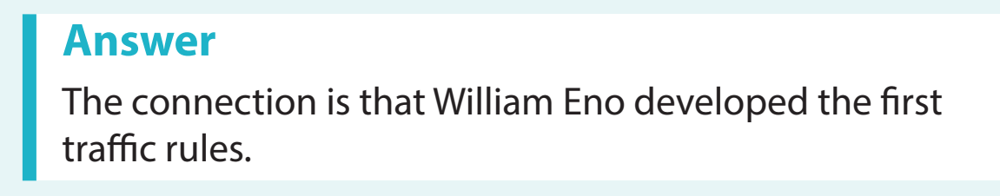 Answer
The connection is that William Eno developed the first
traffic rules.